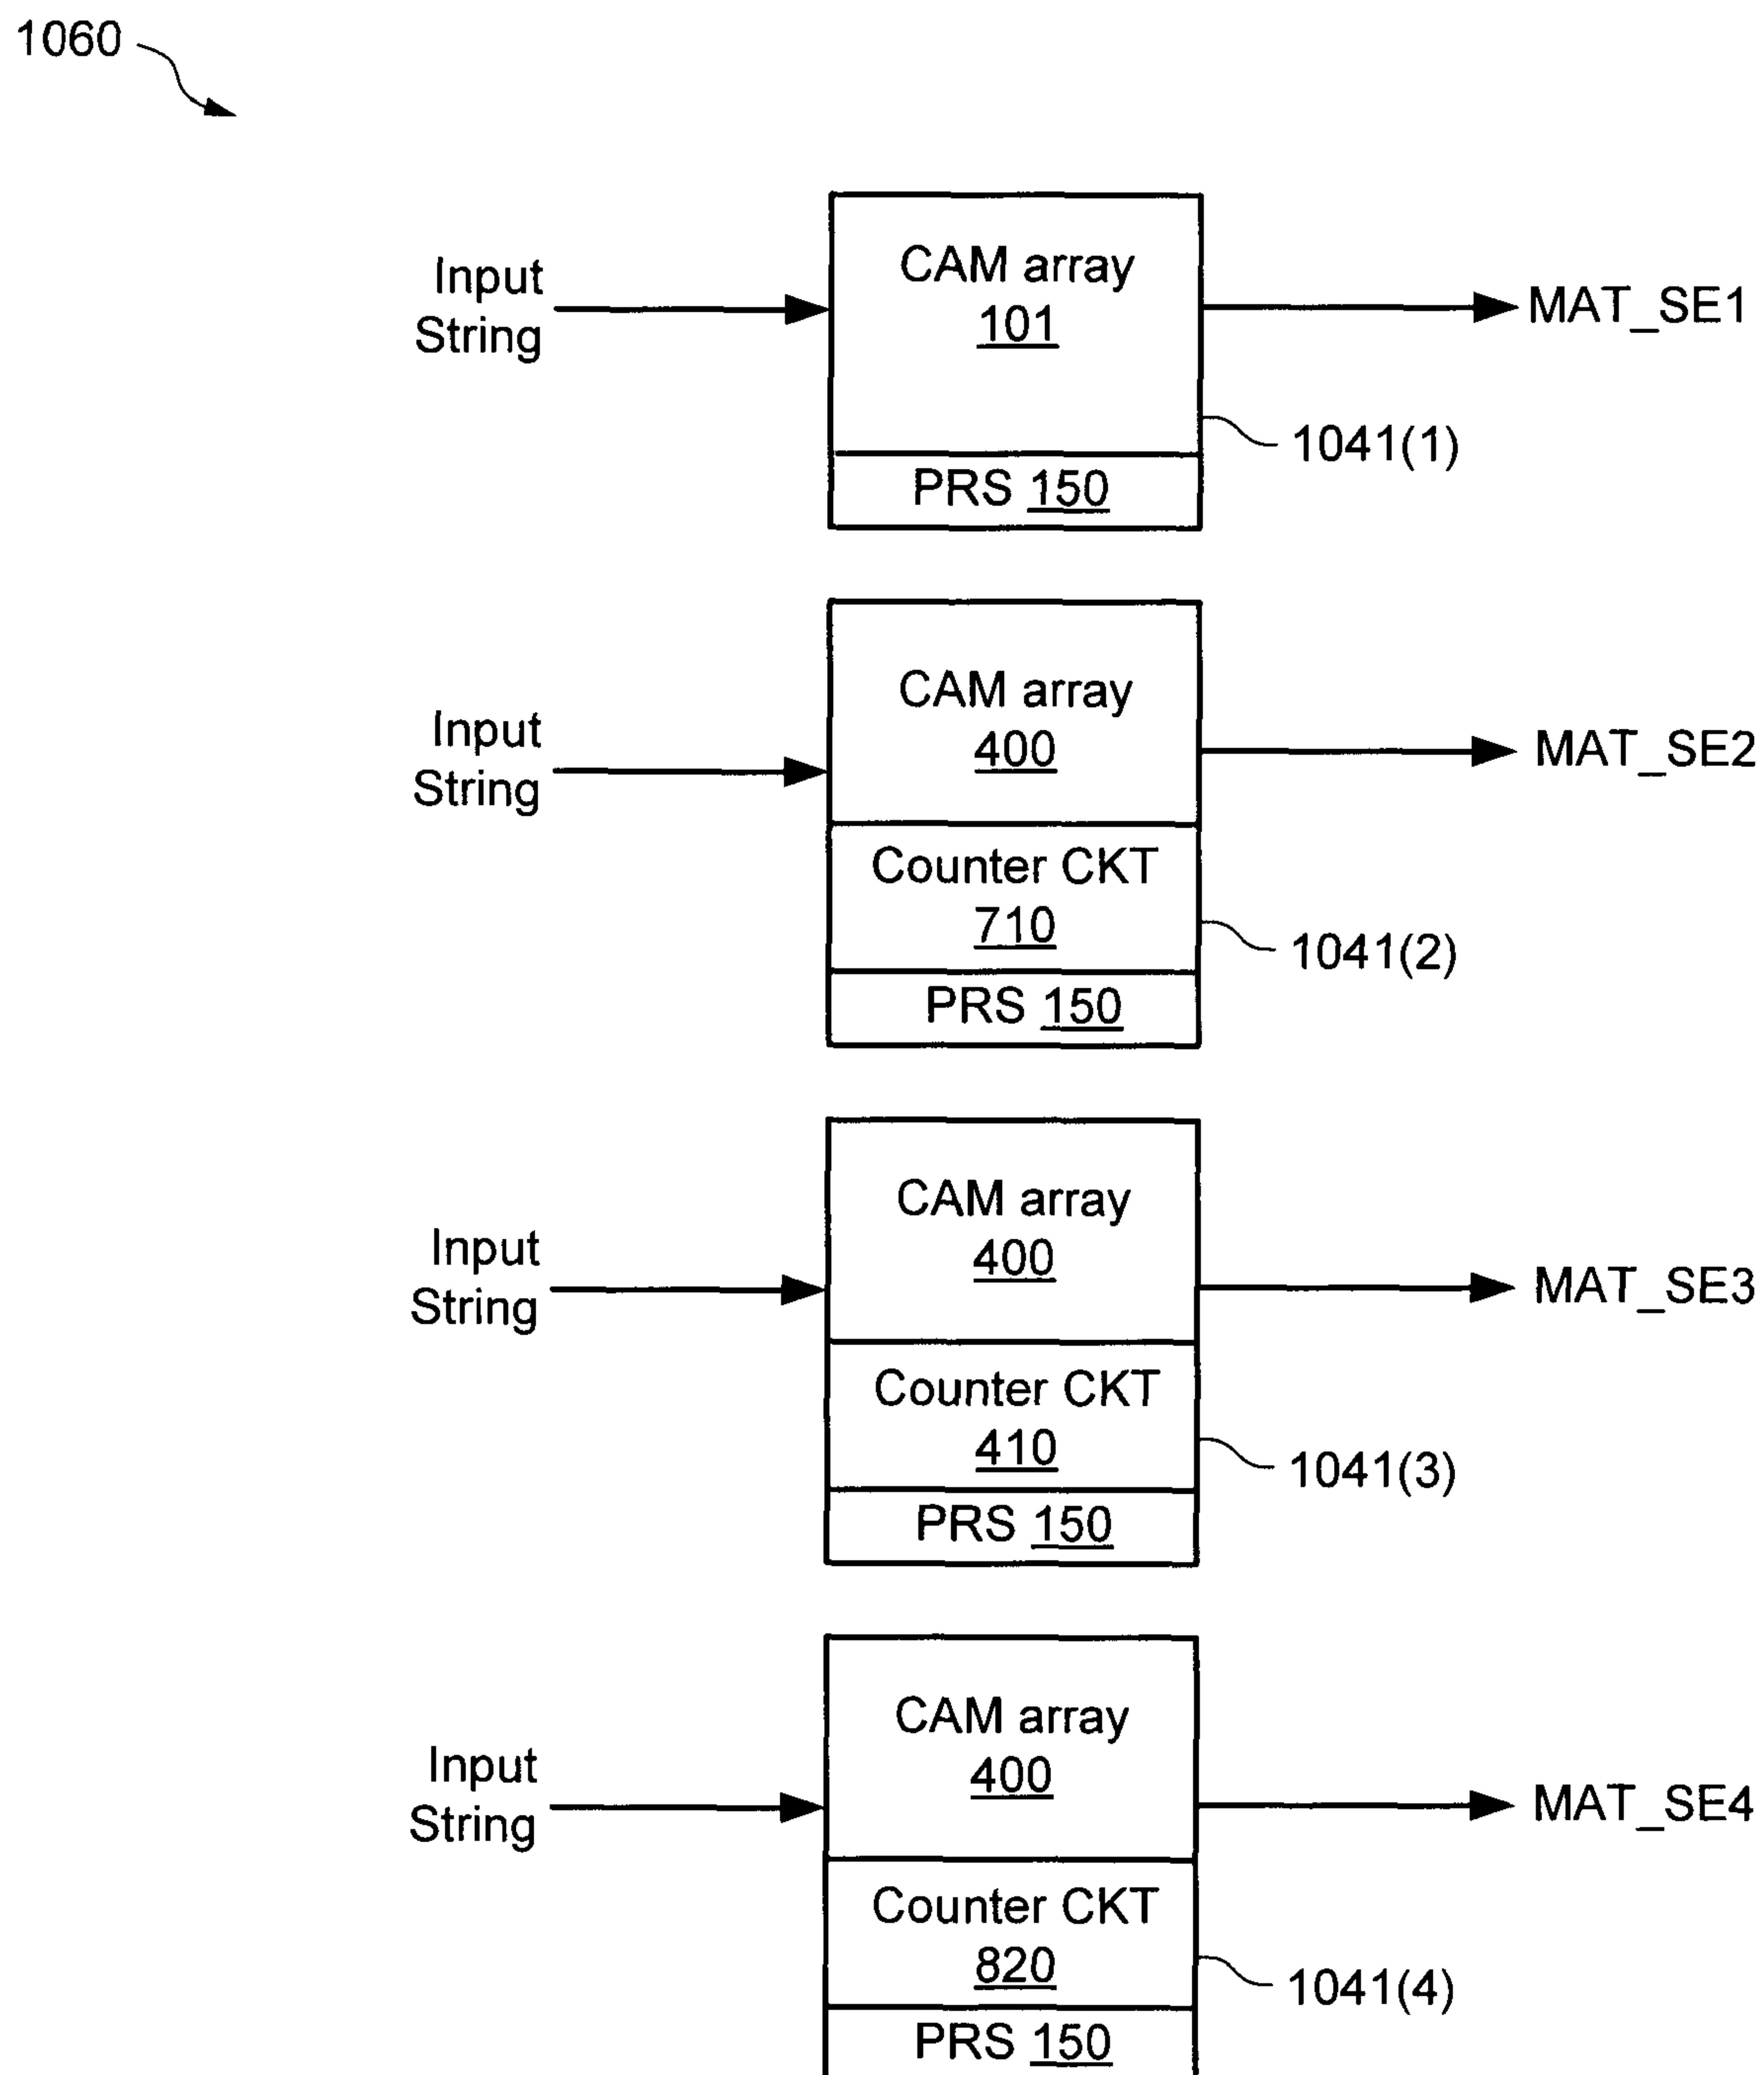 1060
Input
String
CAM array
101
PRS 150
MAT_SE1
1041(1)
Input
String
CAM array
400
Counter CKT
710
PRS 150
MAT_SE2
1041(2)
Input
String
CAM array
400
Counter CKT
410
PRS 150
MAT_SE3
1041(3)
Input
String
CAM array
400
Counter CKT
820
PRS 150
MAT_SE4
1041(4)